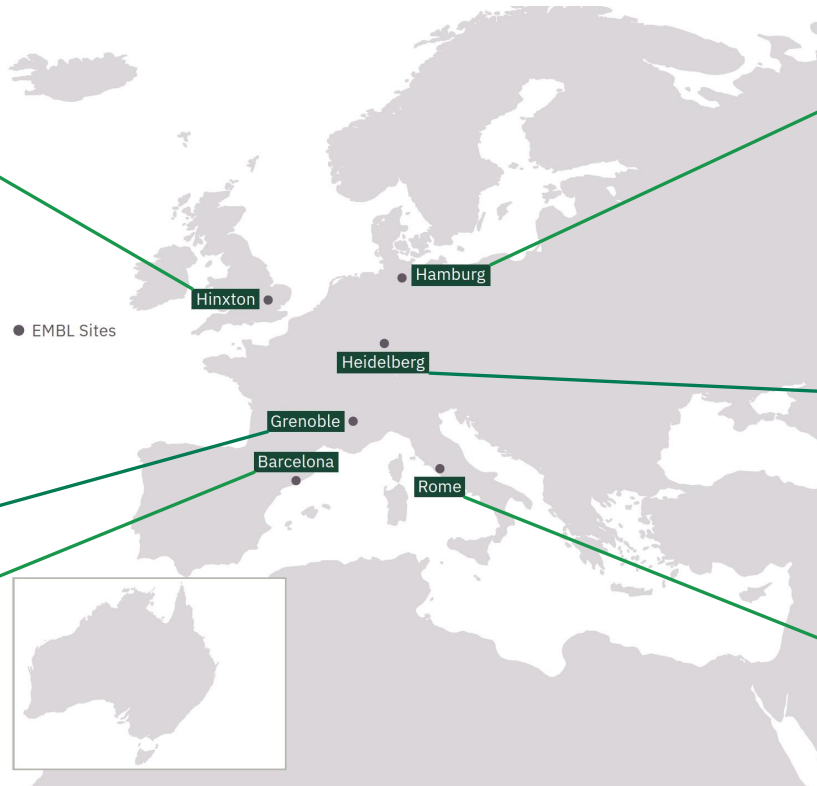 Hamburg
Hinxton
EMBL Sites
Heidelberg
Grenoble
Barcelona
Rome